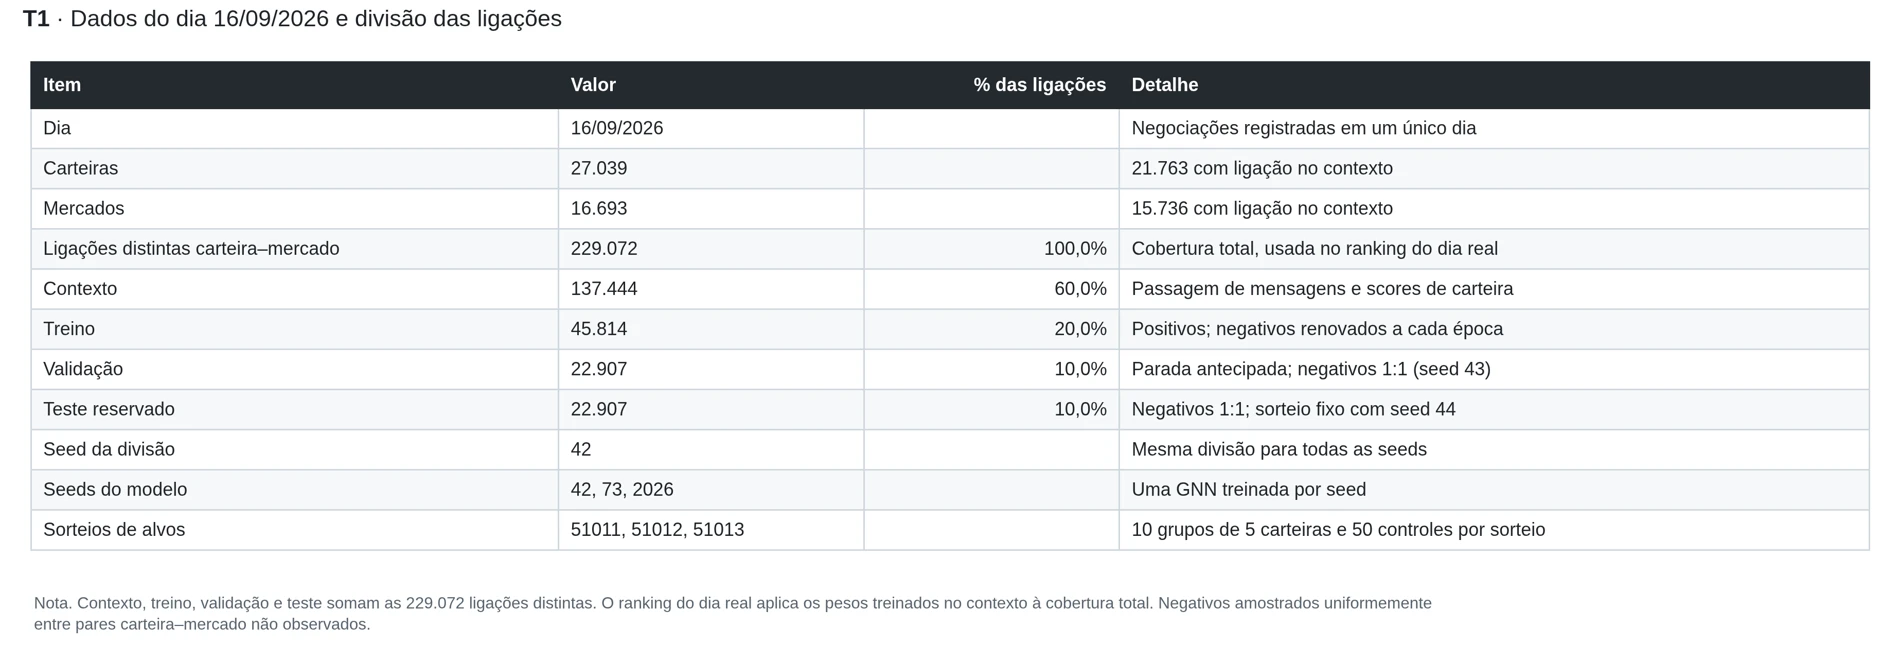 T1 · Dados do dia 16/09/2026 e divisão das ligações
Item Valor % das ligações Detalhe
Dia 16/09/2026 Negociações registradas em um único dia
Carteiras 27.039 21.763 com ligação no contexto
Mercados 16.693 15.736 com ligação no contexto
Ligações distintas carteira–mercado 229.072 100,0% Cobertura total, usada no ranking do dia real
Contexto 137.444 60,0% Passagem de mensagens e scores de carteira
Treino 45.814 20,0% Positivos; negativos renovados a cada época
Validação 22.907 10,0% Parada antecipada; negativos 1:1 (seed 43)
Teste reservado 22.907 10,0% Negativos 1:1; sorteio fixo com seed 44
Seed da divisão 42 Mesma divisão para todas as seeds
Seeds do modelo 42, 73, 2026 Uma GNN treinada por seed
Sorteios de alvos 51011, 51012, 51013 10 grupos de 5 carteiras e 50 controles por sorteio
Nota. Contexto, treino, validação e teste somam as 229.072 ligações distintas. O ranking do dia real aplica os pesos treinados no contexto à cobertura total. Negativos amostrados uniformemente
entre pares carteira–mercado não observados.